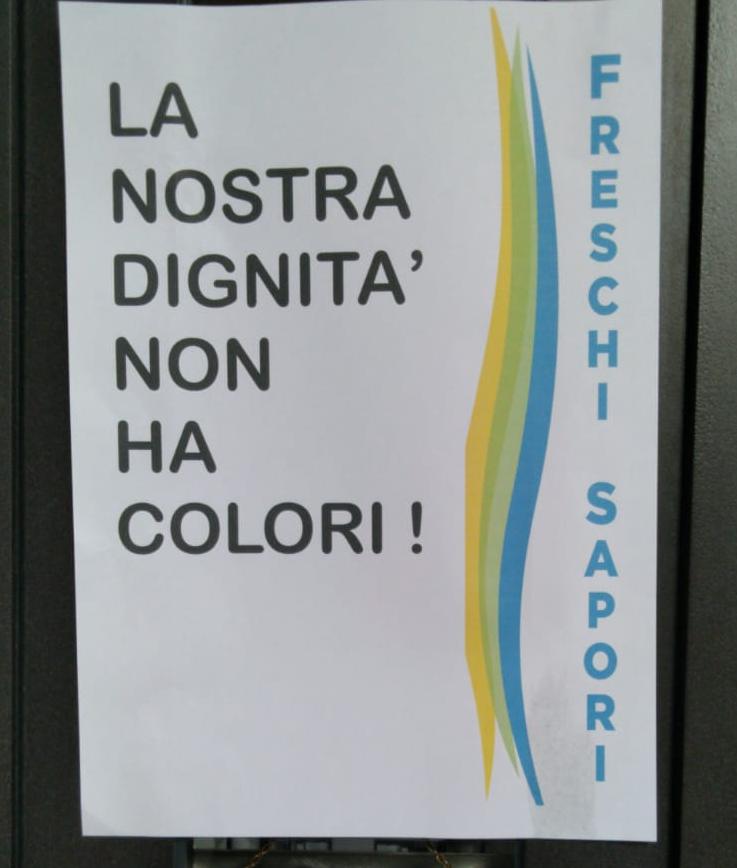 LA
NOSTRA
DIGNITA’
NON
HA
COLORI !
FRESCHI SAPORI